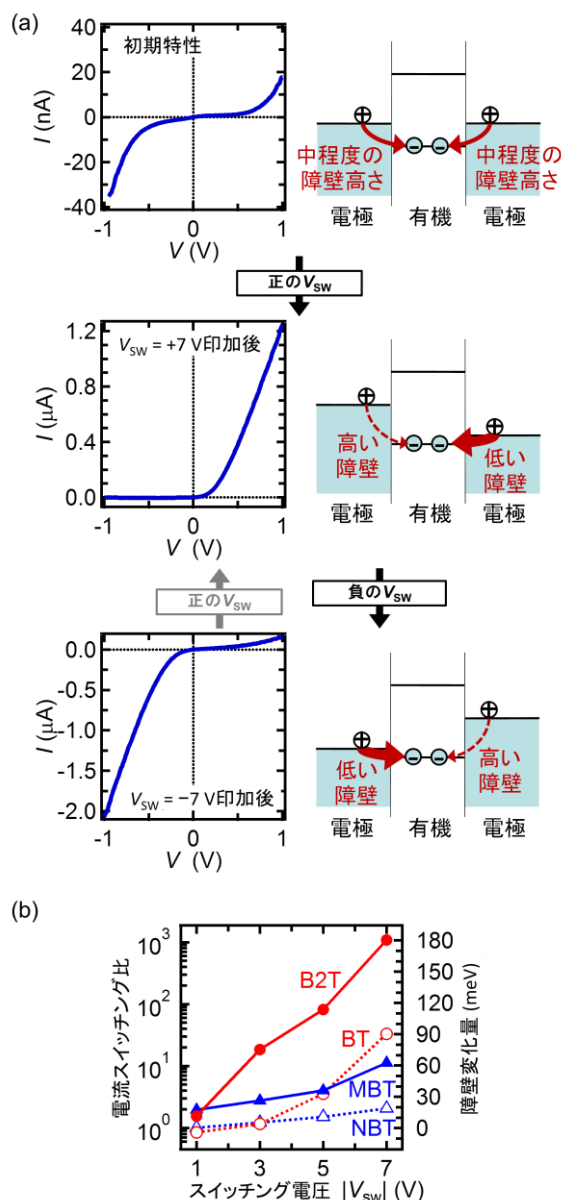 (a)
40
20
0
-20
-40
I (nA)
初期特性
-1
0
1
V (V)
中程度の
障壁高さ
中程度の
障壁高さ
電極
有機
電極
正のVSW
1.2
0.8
0.4
0.0
I (μA)
VSW = +7 V印加後
-1
0
1
V (V)
高い
障壁
低い
障壁
電極
有機
電極
正のVSW
負のVSW
0.0
-0.5
-1.0
-1.5
-2.0
I (μA)
VSW = −7 V印加後
-1
0
1
V (V)
低い
障壁
高い
障壁
電極
有機
電極
(b)
電流スイッチング比
10³
10²
10¹
10⁰
B2T
BT
MBT
NBT
180
150
120
90
60
30
0
障壁変化量 (meV)
1
3
5
7
スイッチング電圧 |VSW| (V)